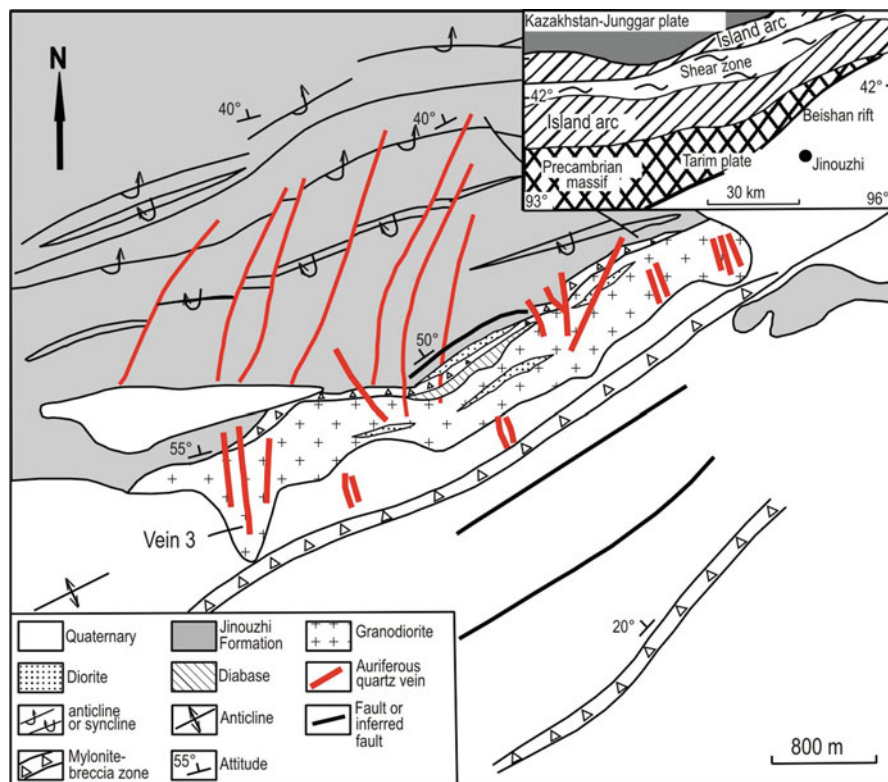 N
Kazakhstan-Junggar plate
Island arc
Shear zone
42°
42°
Island arc
Beishan rift
Precambrian
massif
Tarim plate
Jinouzhi
93°
30 km
96°
40°
40°
50°
55°
Vein 3
20°
Quaternary
Jinouzhi
Formation
Granodiorite
Diorite
Diabase
Auriferous
quartz vein
anticline
or syncline
Anticline
Fault or
inferred
fault
Mylonite-
breccia zone
55°
Attitude
800 m